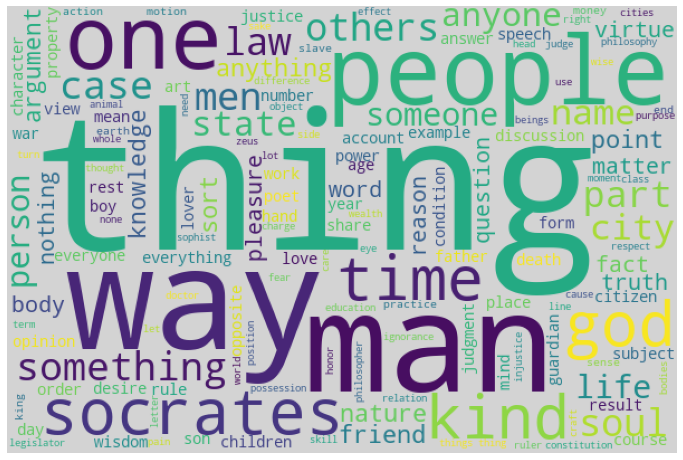 action motion justice effect right money cities
one law others anyone virtue
character property argument case anything people speech answer head judge philosophy
slave men number art state someone name
difference use
view war mean animal earth whole need object thing beings purpose end
account example discussion point
zeus lot power age matter
person nothing knowledge rest boy none thought sort lover pleasure work poet hand word year share reason condition question form part moment class city
sophist charge wealth
everyone everything love eye care father death fact truth respect
body way time place citizen cause
term opinion opposite position world fear education practice ignorance judgment mind guardian line sense subject bodies
something man god
possession honor philosopher injustice life result
order desire rule relation
socrates nature kind soul
day letter pain friend
king legislator wisdom son children skill ruler constitution course